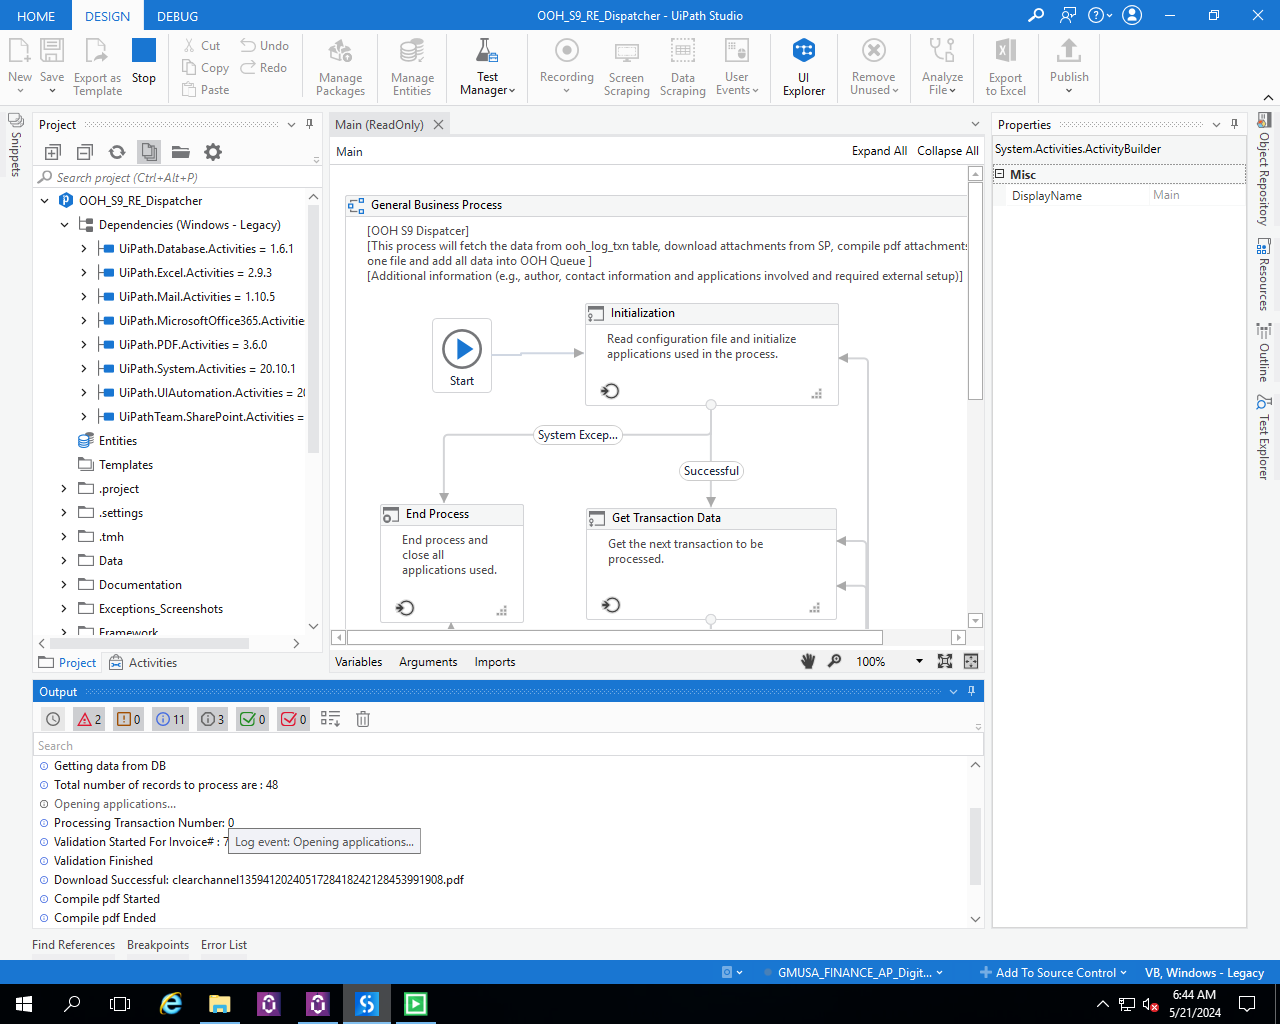 HOME
DESIGN
DEBUG
OOH_S9_RE_Dispatcher - UiPath Studio
New
Save
Export as
Template
Stop
Cut
Copy
Paste
Undo
Redo
Manage
Packages
Manage
Entities
Test
Manager
Recording
Screen
Scraping
Data
Scraping
User
Events
UI
Explorer
Remove
Unused
Analyze
File
Export
to Excel
Publish
Snippets
Project
Search project (Ctrl+Alt+P)
OOH_S9_RE_Dispatcher
Dependencies (Windows - Legacy)
UiPath.Database.Activities = 1.6.1
UiPath.Excel.Activities = 2.9.3
UiPath.Mail.Activities = 1.10.5
UiPath.MicrosoftOffice365.Activitie
UiPath.PDF.Activities = 3.6.0
UiPath.System.Activities = 20.10.1
UiPath.UIAutomation.Activities = 2
UiPathTeam.SharePoint.Activities =
Entities
Templates
.project
.settings
.tmh
Data
Documentation
Exceptions_Screenshots
Framework
Project
Activities
Main (ReadOnly)
Main
Expand All
Collapse All
General Business Process
[OOH S9 Dispatcer]
[This process will fetch the data from ooh_log_txn table, download attachments from SP, compile pdf attachments
one file and add all data into OOH Queue ]
[Additional information (e.g., author, contact information and applications involved and required external setup)]
Start
Initialization
Read configuration file and initialize
applications used in the process.
System Excep...
Successful
End Process
End process and
close all
applications used.
Get Transaction Data
Get the next transaction to be
processed.
Variables
Arguments
Imports
100%
Properties
System.Activities.ActivityBuilder
Misc
DisplayName
Main
Object Repository
Resources
Outline
Test Explorer
Output
2
0
11
3
0
0
Search
Getting data from DB
Total number of records to process are : 48
Opening applications...
Processing Transaction Number: 0
Validation Started For Invoice# : 7
Log event: Opening applications...
Validation Finished
Download Successful: clearchannel13594120240517284182421284539​91908.pdf
Compile pdf Started
Compile pdf Ended
Find References
Breakpoints
Error List
GMUSA_FINANCE_AP_Digit...
Add To Source Control
VB, Windows - Legacy
6:44 AM
5/21/2024